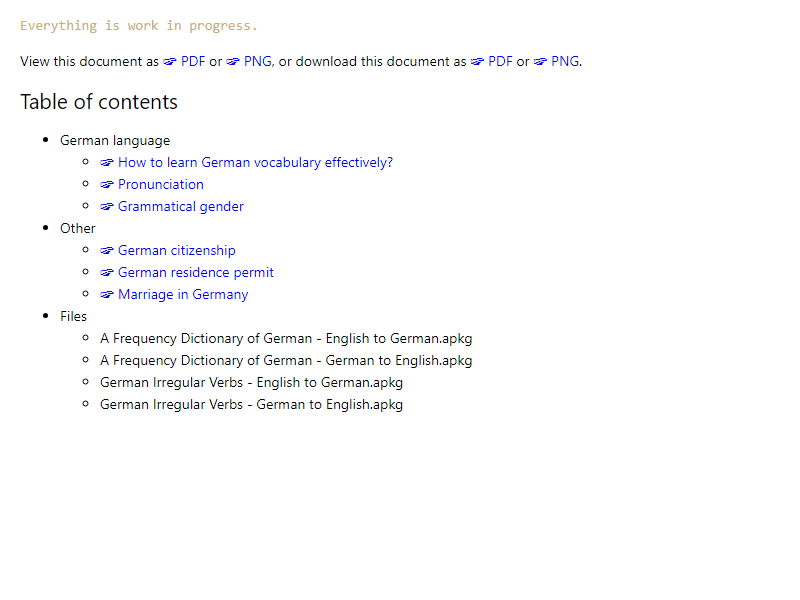 Everything is work in progress.
View this document as ☞ PDF or ☞ PNG, or download this document as ☞ PDF or ☞ PNG.
Table of contents
• German language
◦ ☞ How to learn German vocabulary effectively?
◦ ☞ Pronunciation
◦ ☞ Grammatical gender
• Other
◦ ☞ German citizenship
◦ ☞ German residence permit
◦ ☞ Marriage in Germany
• Files
◦ A Frequency Dictionary of German - English to German.apkg
◦ A Frequency Dictionary of German - German to English.apkg
◦ German Irregular Verbs - English to German.apkg
◦ German Irregular Verbs - German to English.apkg